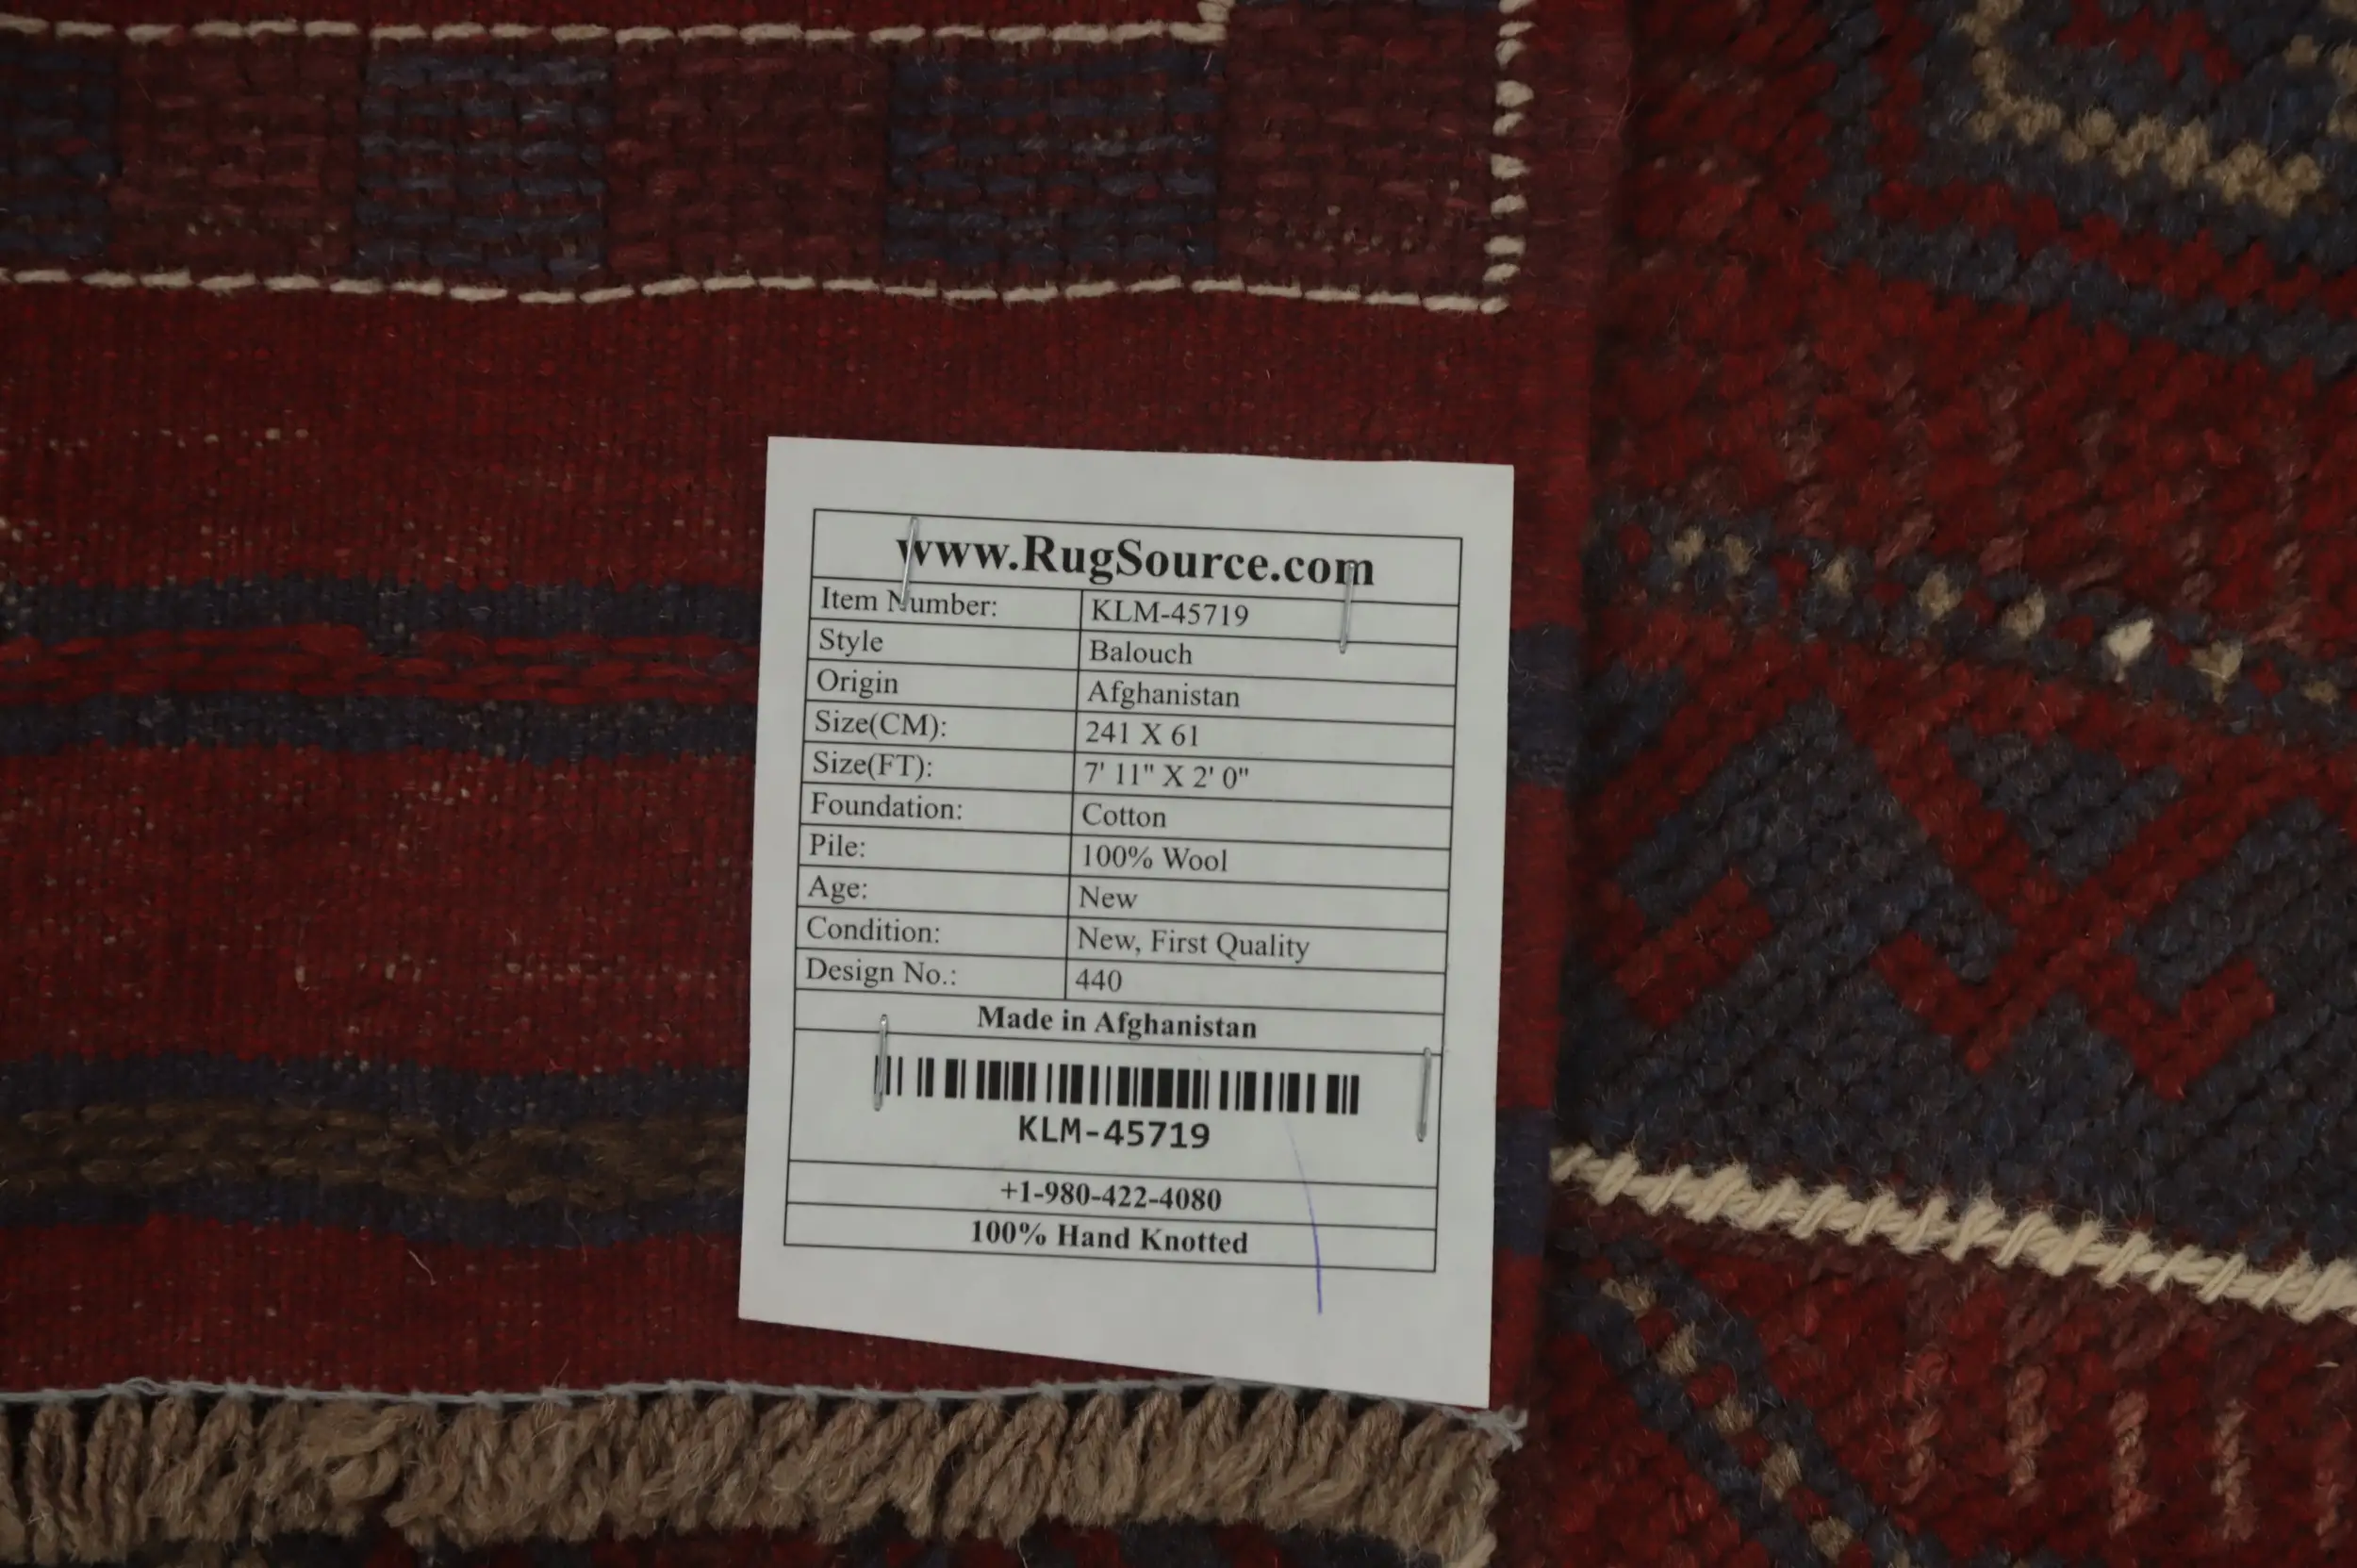 www.RugSource.com
Item Number: KLM-45719
Style Balouch
Origin Afghanistan
Size(CM): 241 X 61
Size(FT): 7' 11" X 2' 0"
Foundation: Cotton
Pile: 100% Wool
Age: New
Condition: New, First Quality
Design No.: 440
Made in Afghanistan
KLM-45719
+1-980-422-4080
100% Hand Knotted